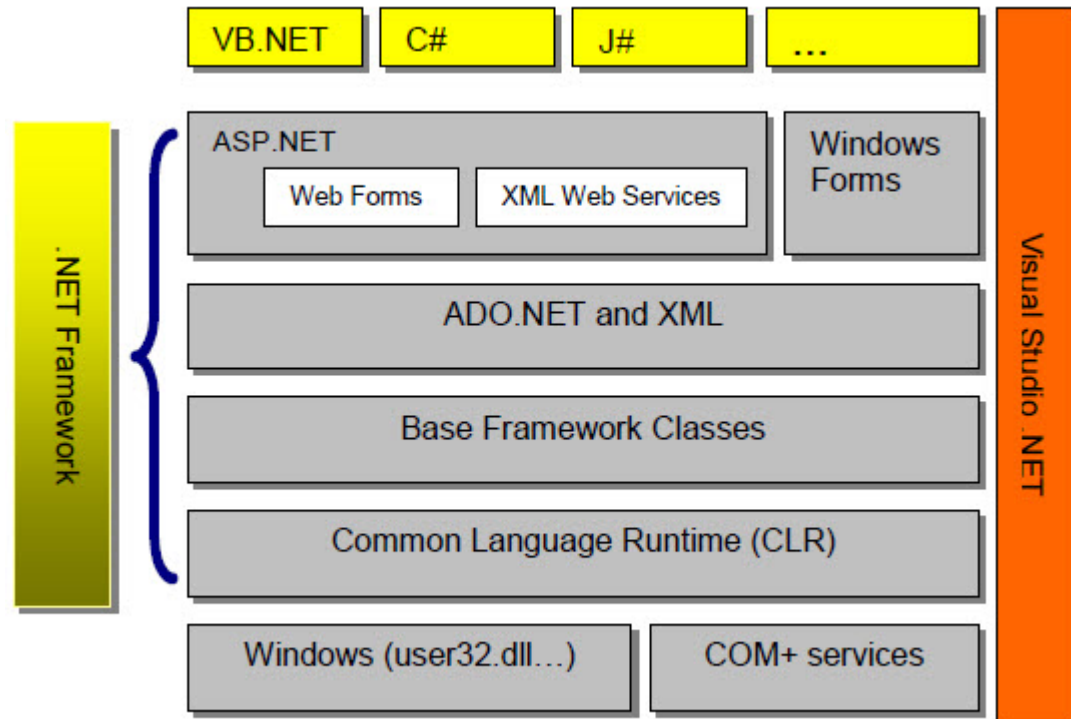 VB.NET
C#
J#
...
.NET Framework
ASP.NET
Web Forms
XML Web Services
Windows
Forms
ADO.NET and XML
Base Framework Classes
Common Language Runtime (CLR)
Windows (user32.dll…)
COM+ services
Visual Studio .NET